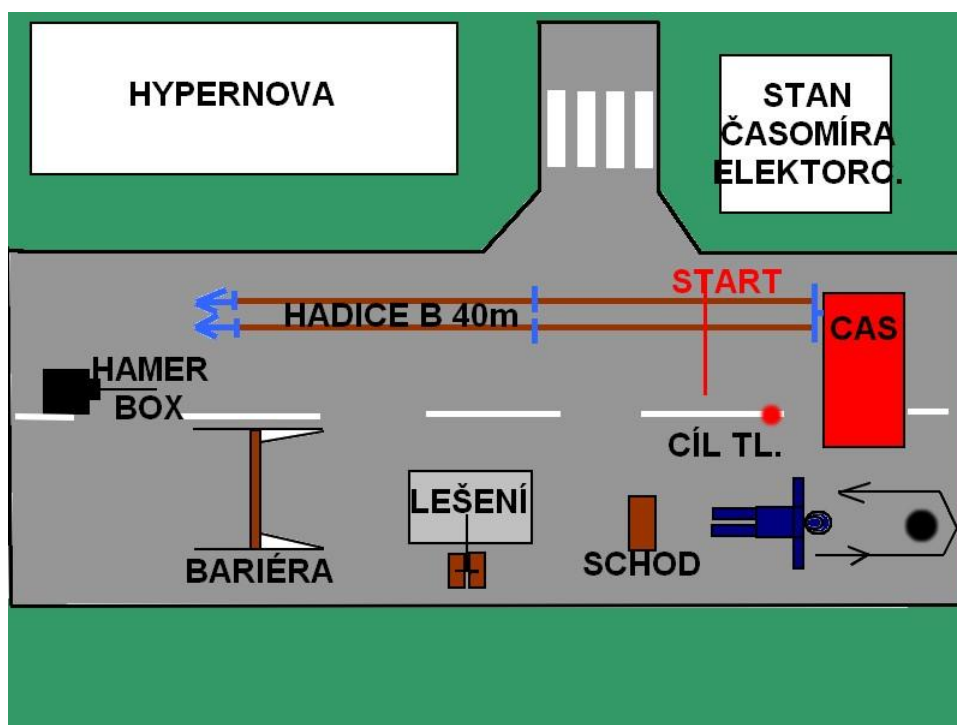 HYPERNOVA
STAN
ČASOMÍRA
ELEKTORC.
START
HADICE B 40m
CAS
HAMER
BOX
CÍL TL.
LEŠENÍ
BARIÉRA
SCHOD